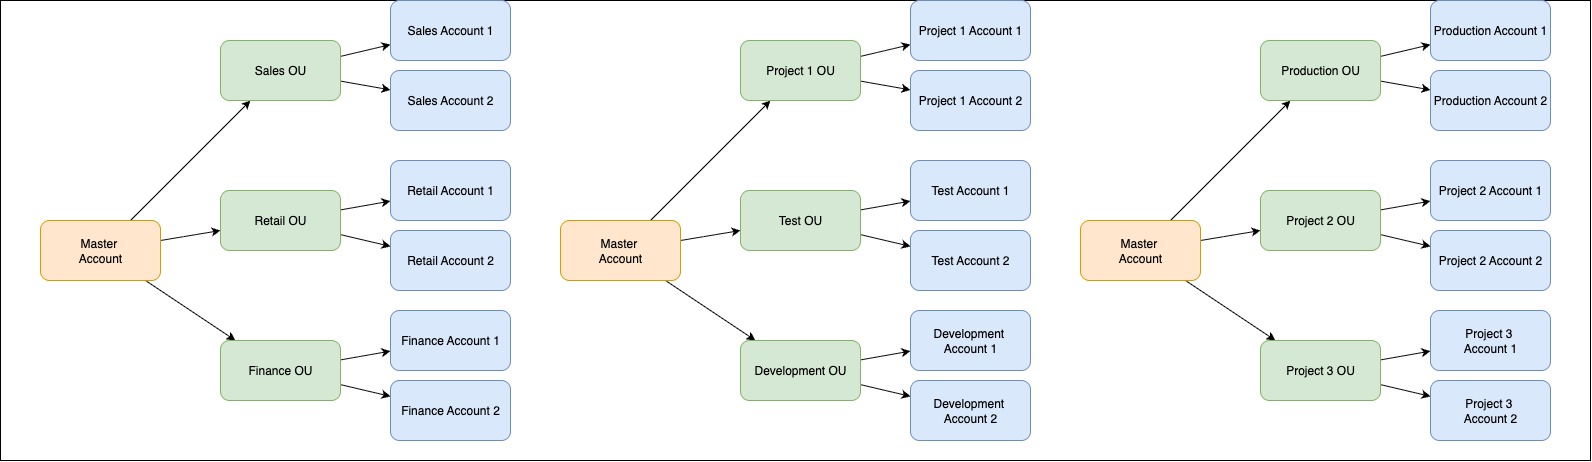 Master
Account
Sales OU
Sales Account 1
Sales Account 2
Retail OU
Retail Account 1
Retail Account 2
Finance OU
Finance Account 1
Finance Account 2
Master
Account
Project 1 OU
Project 1 Account 1
Project 1 Account 2
Test OU
Test Account 1
Test Account 2
Development OU
Development
Account 1
Development
Account 2
Master
Account
Production OU
Production Account 1
Production Account 2
Project 2 OU
Project 2 Account 1
Project 2 Account 2
Project 3 OU
Project 3
Account 1
Project 3
Account 2